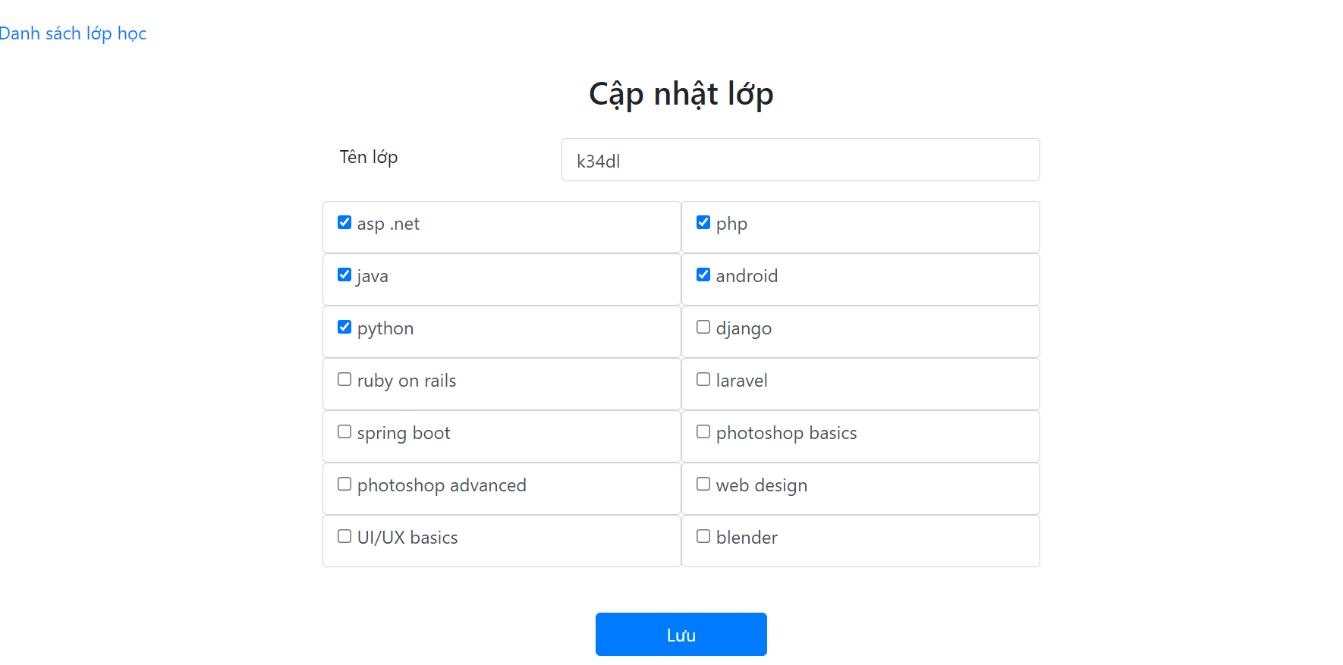 Danh sách lớp học
Cập nhật lớp
Tên lớp k34dl
asp .net php
java android
python django
ruby on rails laravel
spring boot photoshop basics
photoshop advanced web design
UI/UX basics blender
Lưu